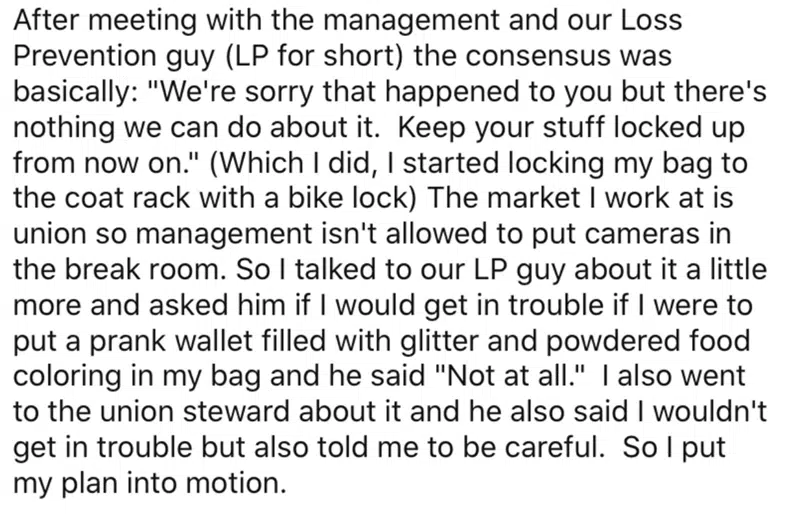 After meeting with the management and our Loss
Prevention guy (LP for short) the consensus was
basically: "We're sorry that happened to you but there's
nothing we can do about it.  Keep your stuff locked up
from now on." (Which I did, I started locking my bag to
the coat rack with a bike lock) The market I work at is
union so management isn't allowed to put cameras in
the break room. So I talked to our LP guy about it a little
more and asked him if I would get in trouble if I were to
put a prank wallet filled with glitter and powdered food
coloring in my bag and he said "Not at all."  I also went
to the union steward about it and he also said I wouldn't
get in trouble but also told me to be careful.  So I put
my plan into motion.